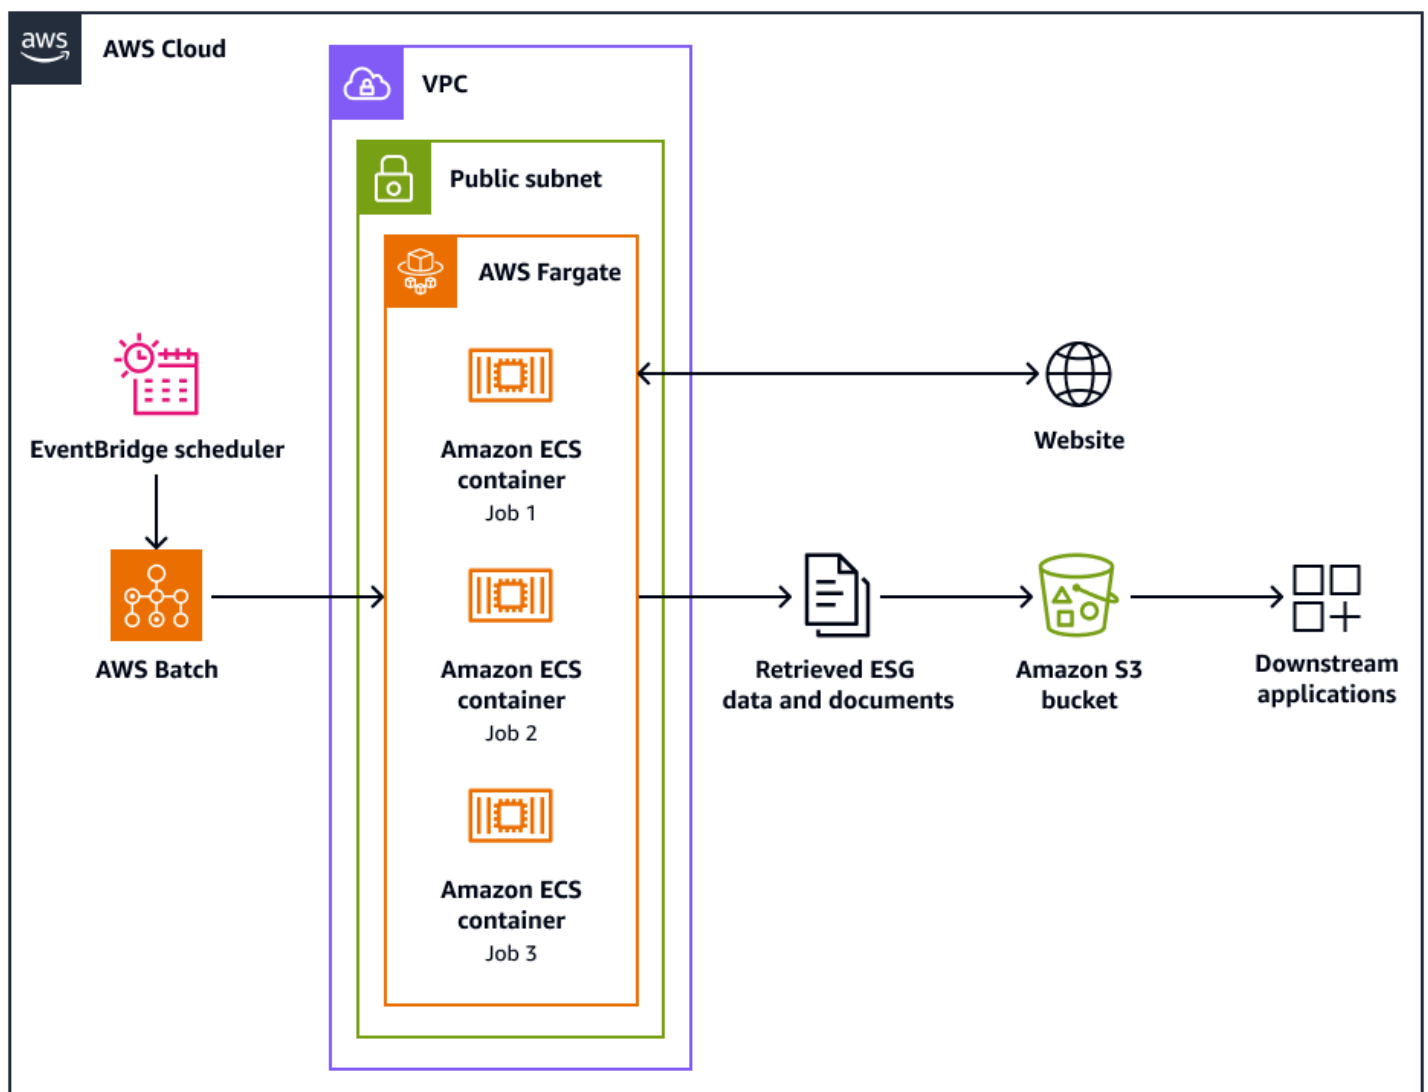 aws
AWS Cloud
VPC
Public subnet
AWS Fargate
EventBridge scheduler
AWS Batch
Amazon ECS
container
Job 1
Amazon ECS
container
Job 2
Amazon ECS
container
Job 3
Website
Retrieved ESG
data and documents
Amazon S3
bucket
Downstream
applications